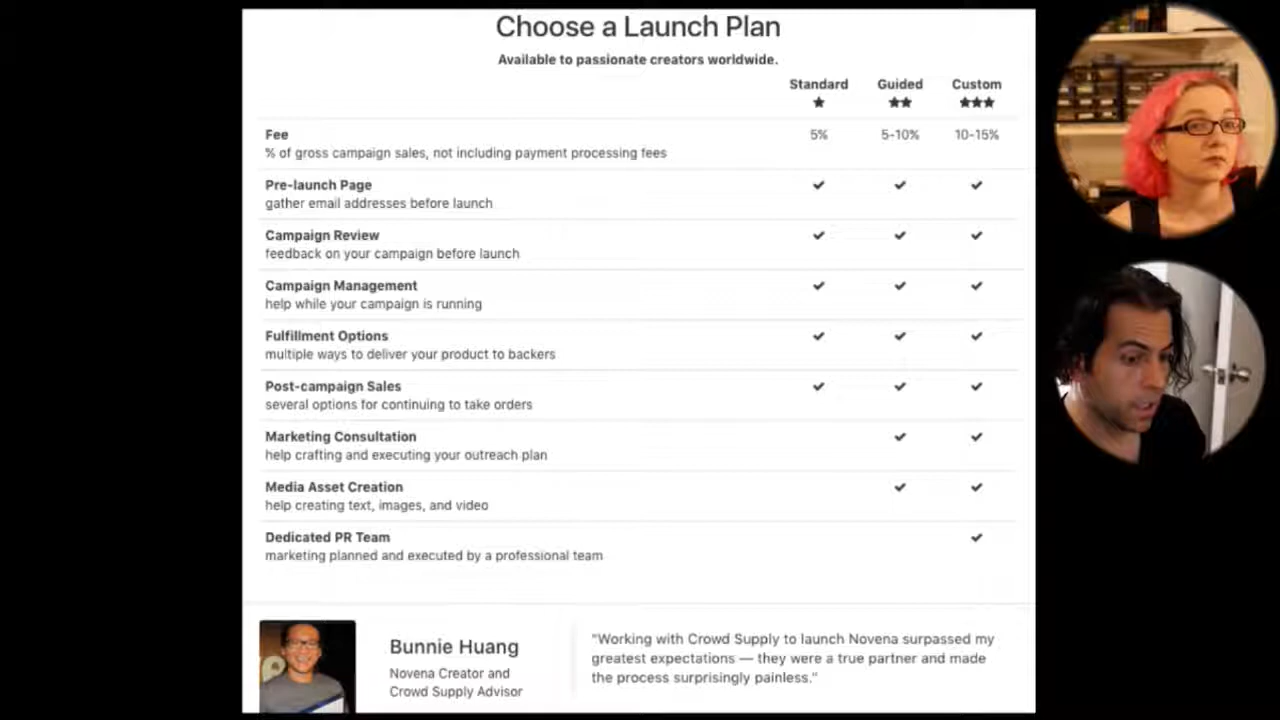 Choose a Launch Plan
Available to passionate creators worldwide.
Standard Guided Custom
★ ★★ ★★★
Fee 5% 5-10% 10-15%
% of gross campaign sales, not including payment processing fees
Pre-launch Page ✔ ✔ ✔
gather email addresses before launch
Campaign Review ✔ ✔ ✔
feedback on your campaign before launch
Campaign Management ✔ ✔ ✔
help while your campaign is running
Fulfillment Options ✔ ✔ ✔
multiple ways to deliver your product to backers
Post-campaign Sales ✔ ✔ ✔
several options for continuing to take orders
Marketing Consultation ✔ ✔
help crafting and executing your outreach plan
Media Asset Creation ✔ ✔
help creating text, images, and video
Dedicated PR Team ✔
marketing planned and executed by a professional team
Bunnie Huang
Novena Creator and
Crowd Supply Advisor
"Working with Crowd Supply to launch Novena surpassed my
greatest expectations — they were a true partner and made
the process surprisingly painless."